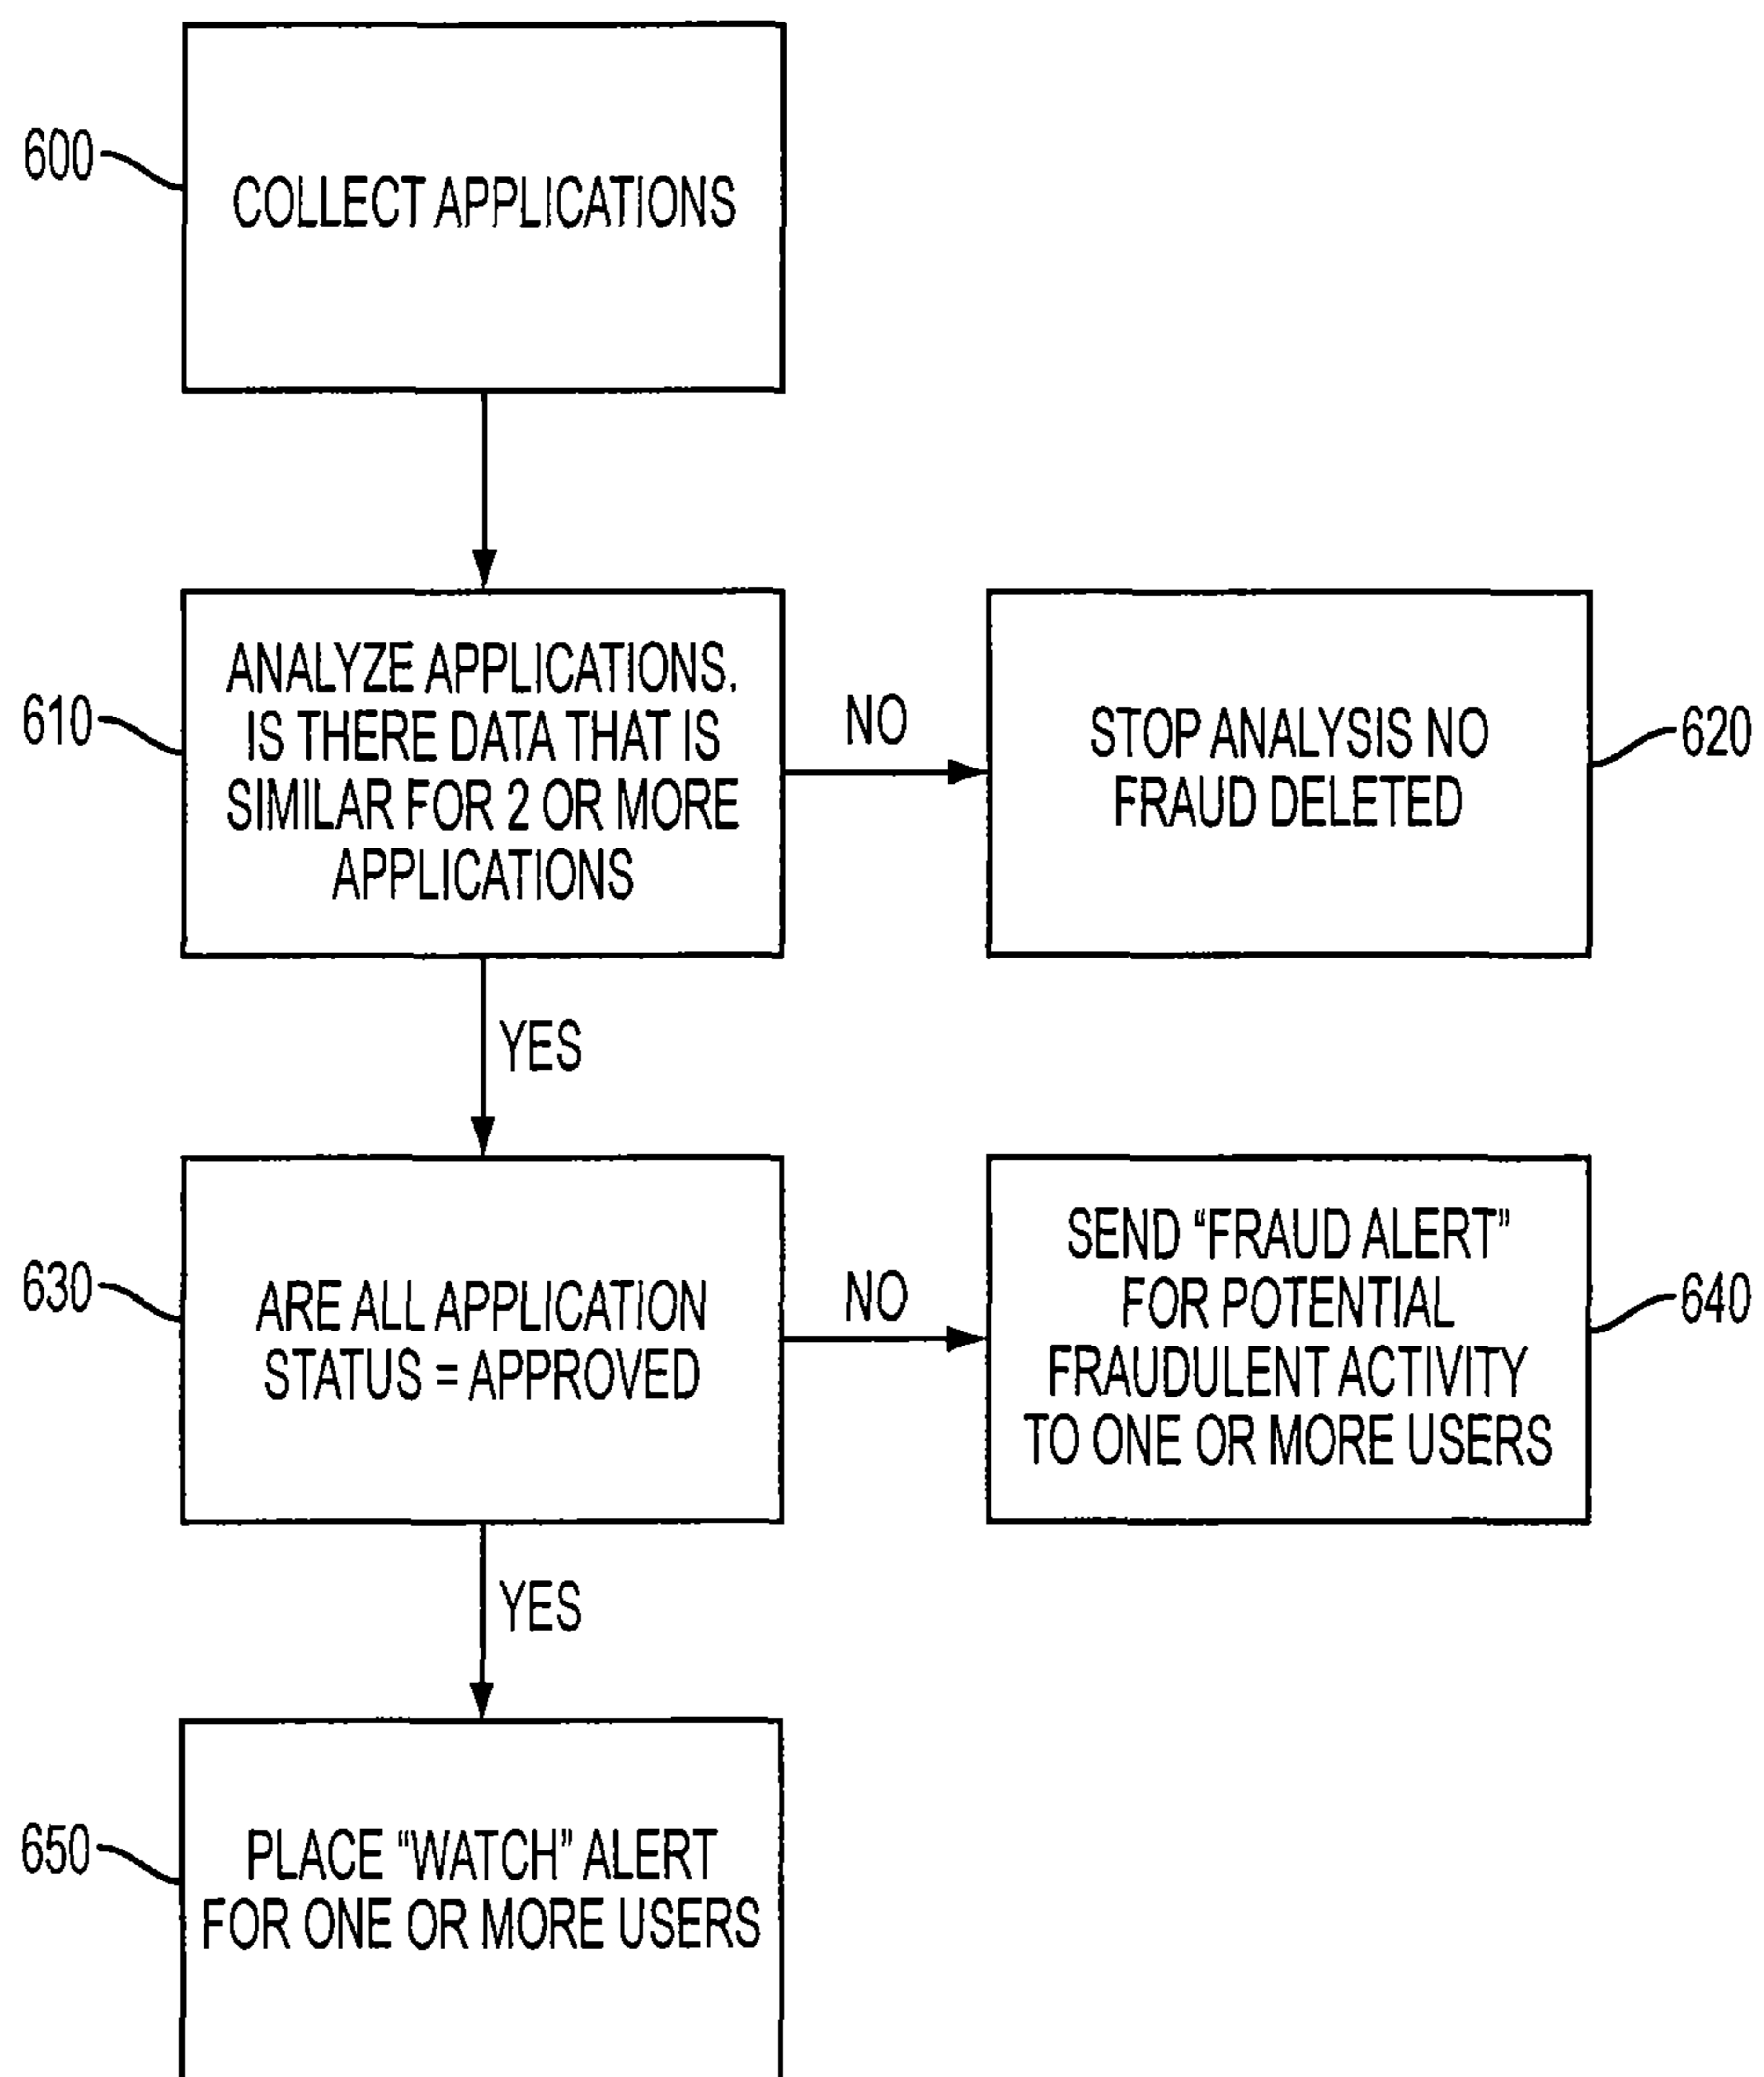 600
COLLECT APPLICATIONS
610
ANALYZE APPLICATIONS.
IS THERE DATA THAT IS
SIMILAR FOR 2 OR MORE
APPLICATIONS
NO
STOP ANALYSIS NO
FRAUD DELETED
620
YES
630
ARE ALL APPLICATION
STATUS = APPROVED
NO
SEND “FRAUD ALERT”
FOR POTENTIAL
FRAUDULENT ACTIVITY
TO ONE OR MORE USERS
640
YES
650
PLACE “WATCH” ALERT
FOR ONE OR MORE USERS